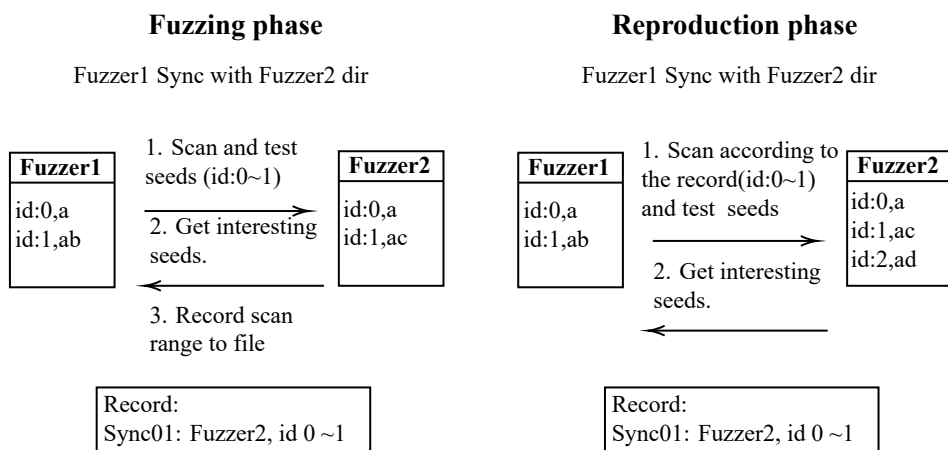 Fuzzing phase
Fuzzer1 Sync with Fuzzer2 dir
Fuzzer1
id:0,a
id:1,ab
1. Scan and test
seeds (id:0~1)
2. Get interesting
seeds.
3. Record scan
range to file
Fuzzer2
id:0,a
id:1,ac
Record:
Sync01: Fuzzer2, id 0 ~1
Reproduction phase
Fuzzer1 Sync with Fuzzer2 dir
Fuzzer1
id:0,a
id:1,ab
1. Scan according to
the record(id:0~1)
and test seeds
2. Get interesting
seeds.
Fuzzer2
id:0,a
id:1,ac
id:2,ad
Record:
Sync01: Fuzzer2, id 0 ~1